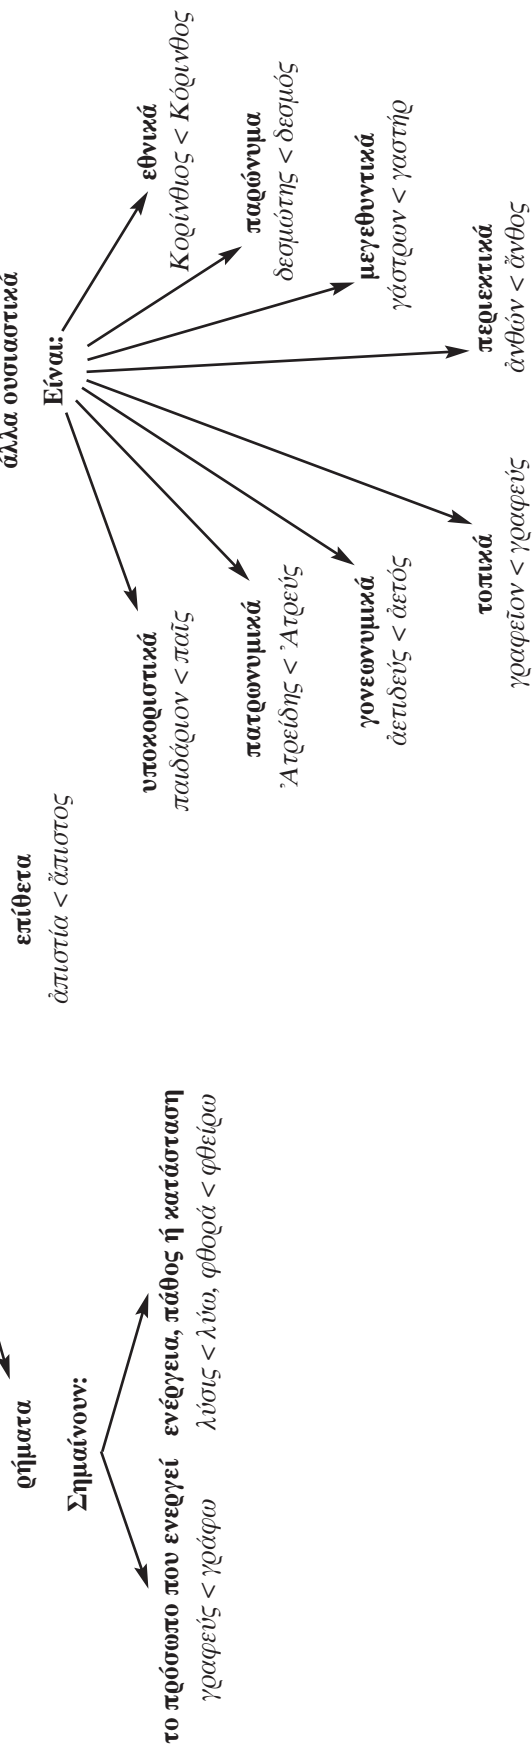 ρήματα
Σημαίνουν:
το πρόσωπο που ενεργεί
γραφεύς < γράφω
ενέργεια, πάθος ή κατάσταση
λύσις < λύω, φθορά < φθείρω
επίθετα
ἀπιστία < ἄπιστος
άλλα ουσιαστικά
Είναι:
υποκοριστικά
παιδάριον < παῖς
πατρωνυμικά
Ἀτρείδης < Ἀτρεύς
γονεωνυμικά
ἀετιδεύς < ἀετός
τοπικά
γραφεῖον < γραφεύς
περιεκτικά
ἀνθών < ἄνθος
μεγεθυντικά
γάστρων < γαστήρ
παρώνυμα
δεσμώτης < δεσμός
εθνικά
Κορίνθιος < Κόρινθος